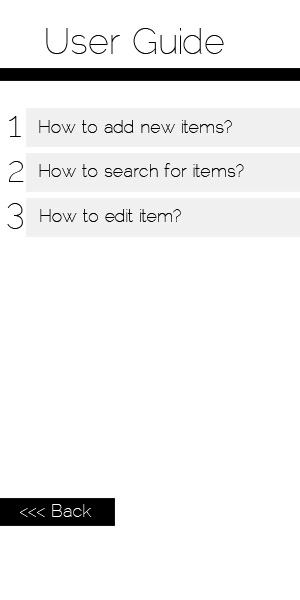 User Guide
1 How to add new items?
2 How to search for items?
3 How to edit item?
<<< Back